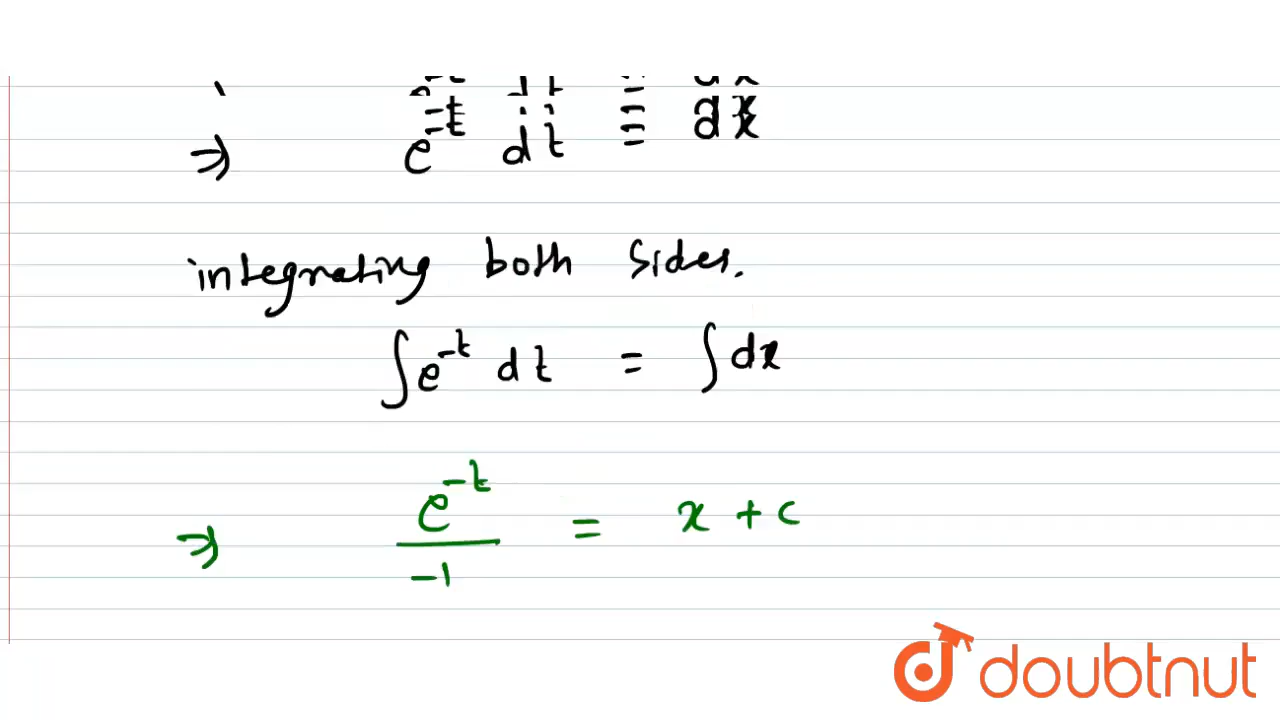 ⇒ e^{-t} dt = dx
integrating both sides.
∫e^{-t} dt = ∫dx
⇒ e^{-t}/-1 = x + c
doubtnut